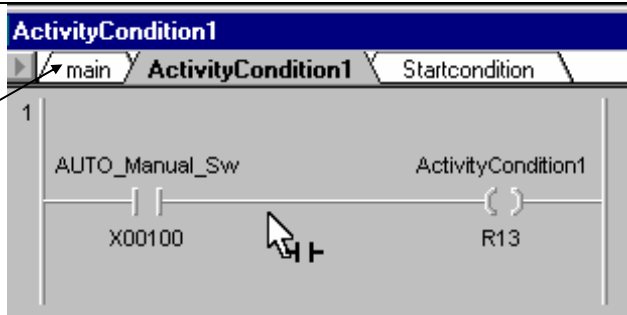 ActivityCondition1
main ActivityCondition1 Startcondition
1
AUTO_Manual_Sw ActivityCondition1
X00100 R13